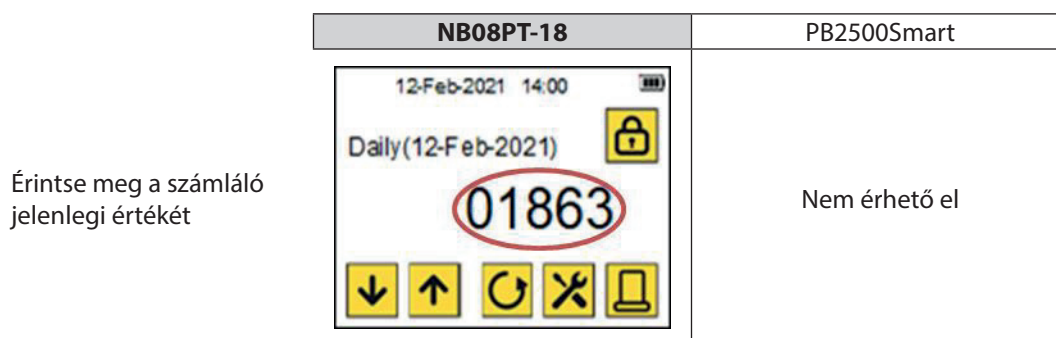 NB08PT-18 PB2500Smart
12-Feb-2021 14:00
Daily(12-Feb-2021)
01863
Érintse meg a számláló
jelenlegi értékét
Nem érhető el